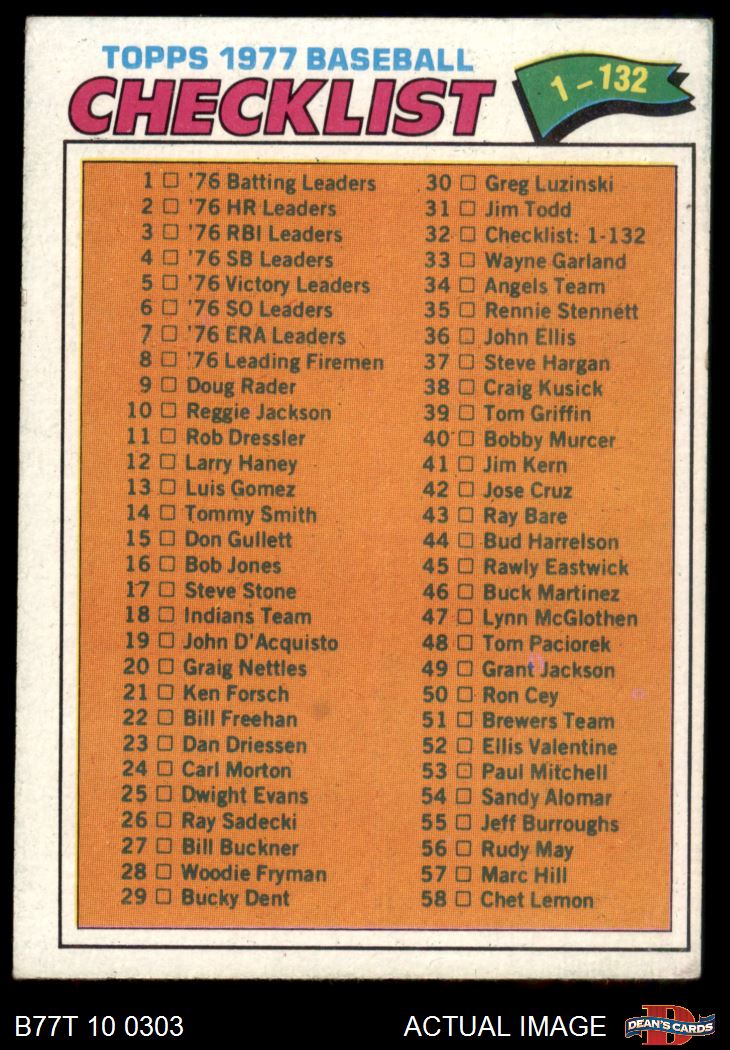 TOPPS 1977 BASEBALL
CHECKLIST
1-132
1 '76 Batting Leaders
2 '76 HR Leaders
3 '76 RBI Leaders
4 '76 SB Leaders
5 '76 Victory Leaders
6 '76 SO Leaders
7 '76 ERA Leaders
8 '76 Leading Firemen
9 Doug Rader
10 Reggie Jackson
11 Rob Dressler
12 Larry Haney
13 Luis Gomez
14 Tommy Smith
15 Don Gullett
16 Bob Jones
17 Steve Stone
18 Indians Team
19 John D'Acquisto
20 Graig Nettles
21 Ken Forsch
22 Bill Freehan
23 Dan Driessen
24 Carl Morton
25 Dwight Evans
26 Ray Sadecki
27 Bill Buckner
28 Woodie Fryman
29 Bucky Dent
30 Greg Luzinski
31 Jim Todd
32 Checklist: 1-132
33 Wayne Garland
34 Angels Team
35 Rennie Stennett
36 John Ellis
37 Steve Hargan
38 Craig Kusick
39 Tom Griffin
40 Bobby Murcer
41 Jim Kern
42 Jose Cruz
43 Ray Bare
44 Bud Harrelson
45 Rawly Eastwick
46 Buck Martinez
47 Lynn McGlothen
48 Tom Paciorek
49 Grant Jackson
50 Ron Cey
51 Brewers Team
52 Ellis Valentine
53 Paul Mitchell
54 Sandy Alomar
55 Jeff Burroughs
56 Rudy May
57 Marc Hill
58 Chet Lemon
B77T 10 0303
ACTUAL IMAGE
D
DEAN'S CARDS